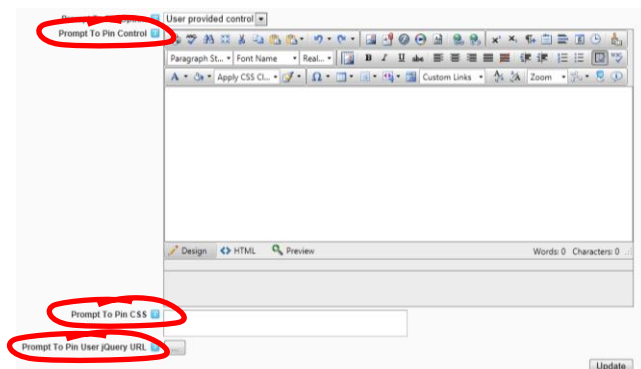 User provided control
Prompt To Pin Control
Paragraph St... Font Name Real... B I U abc
A Apply CSS Cl... Ω Custom Links Zoom
Design HTML Preview Words: 0 Characters: 0
Prompt To Pin CSS
Prompt To Pin User jQuery URL ...
Update